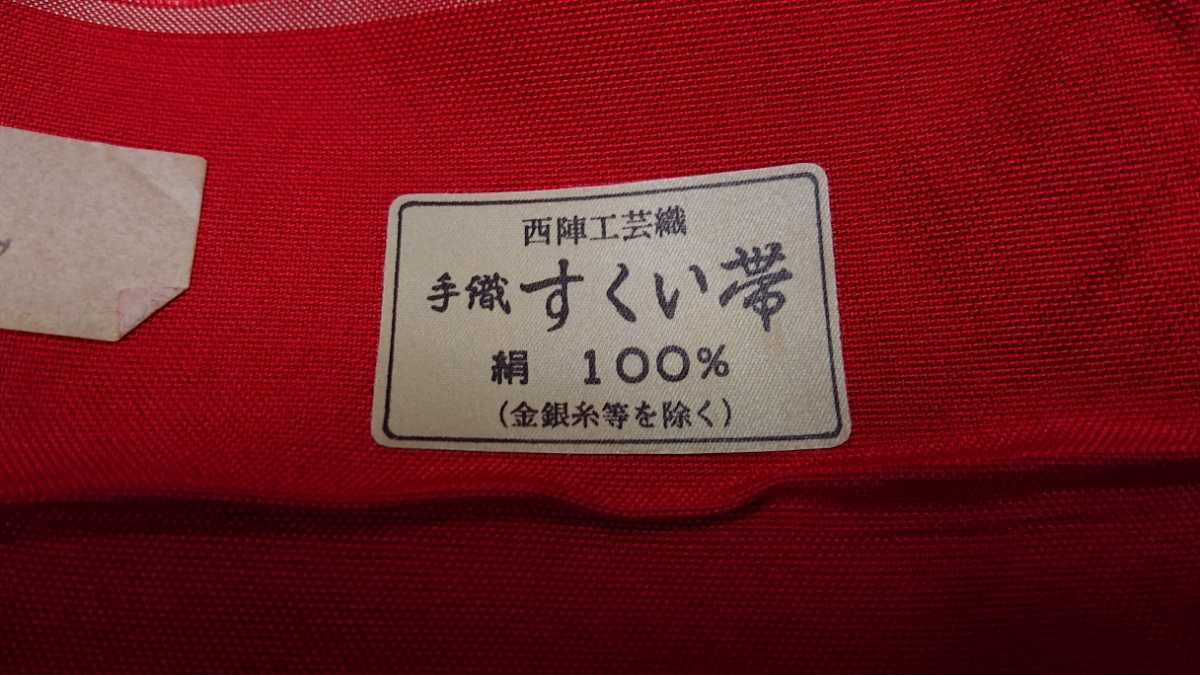 西陣工芸織
手織すくい帯
絹 100%
(金銀糸等を除く)